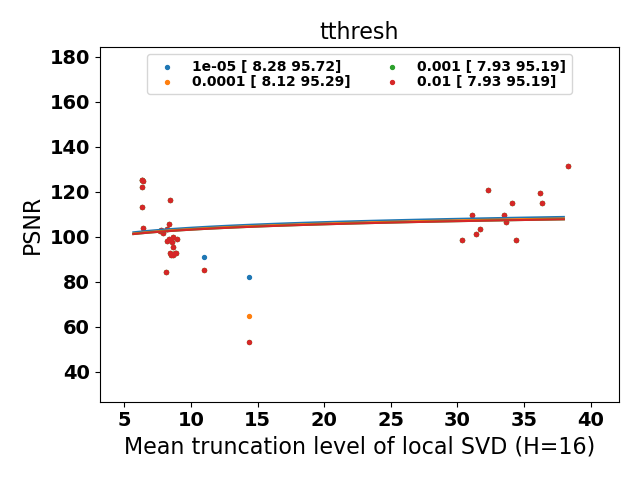 tthresh
1e-05 [ 8.28 95.72]
0.0001 [ 8.12 95.29]
0.001 [ 7.93 95.19]
0.01 [ 7.93 95.19]
180
160
140
120
100
80
60
40
PSNR
5 10 15 20 25 30 35 40
Mean truncation level of local SVD (H=16)